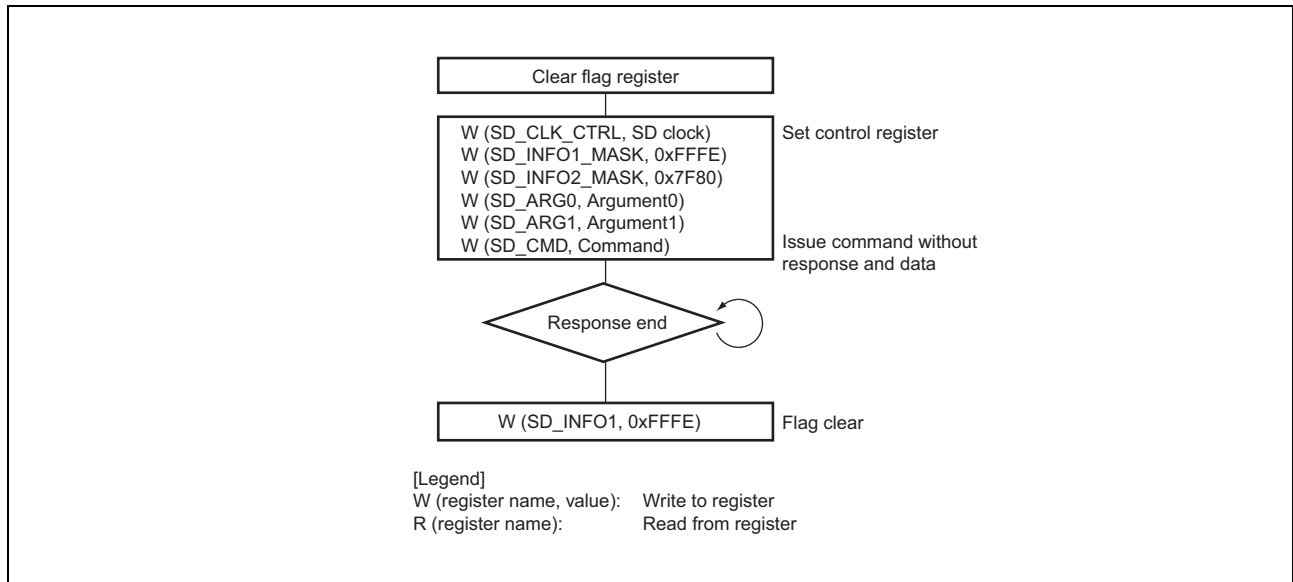 Clear flag register
W (SD_CLK_CTRL, SD clock)
Set control register
W (SD_INFO1_MASK, 0xFFFE)
W (SD_INFO2_MASK, 0x7F80)
W (SD_ARG0, Argument0)
W (SD_ARG1, Argument1)
W (SD_CMD, Command)
Issue command without
response and data
Response end
W (SD_INFO1, 0xFFFE)
Flag clear
[Legend]
W (register name, value): Write to register
R (register name): Read from register